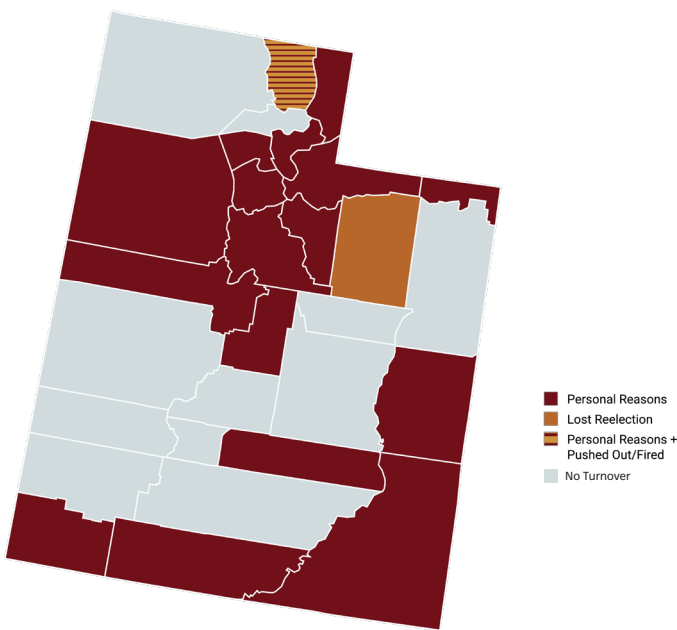 Personal Reasons
Lost Reelection
Personal Reasons +
Pushed Out/Fired
No Turnover